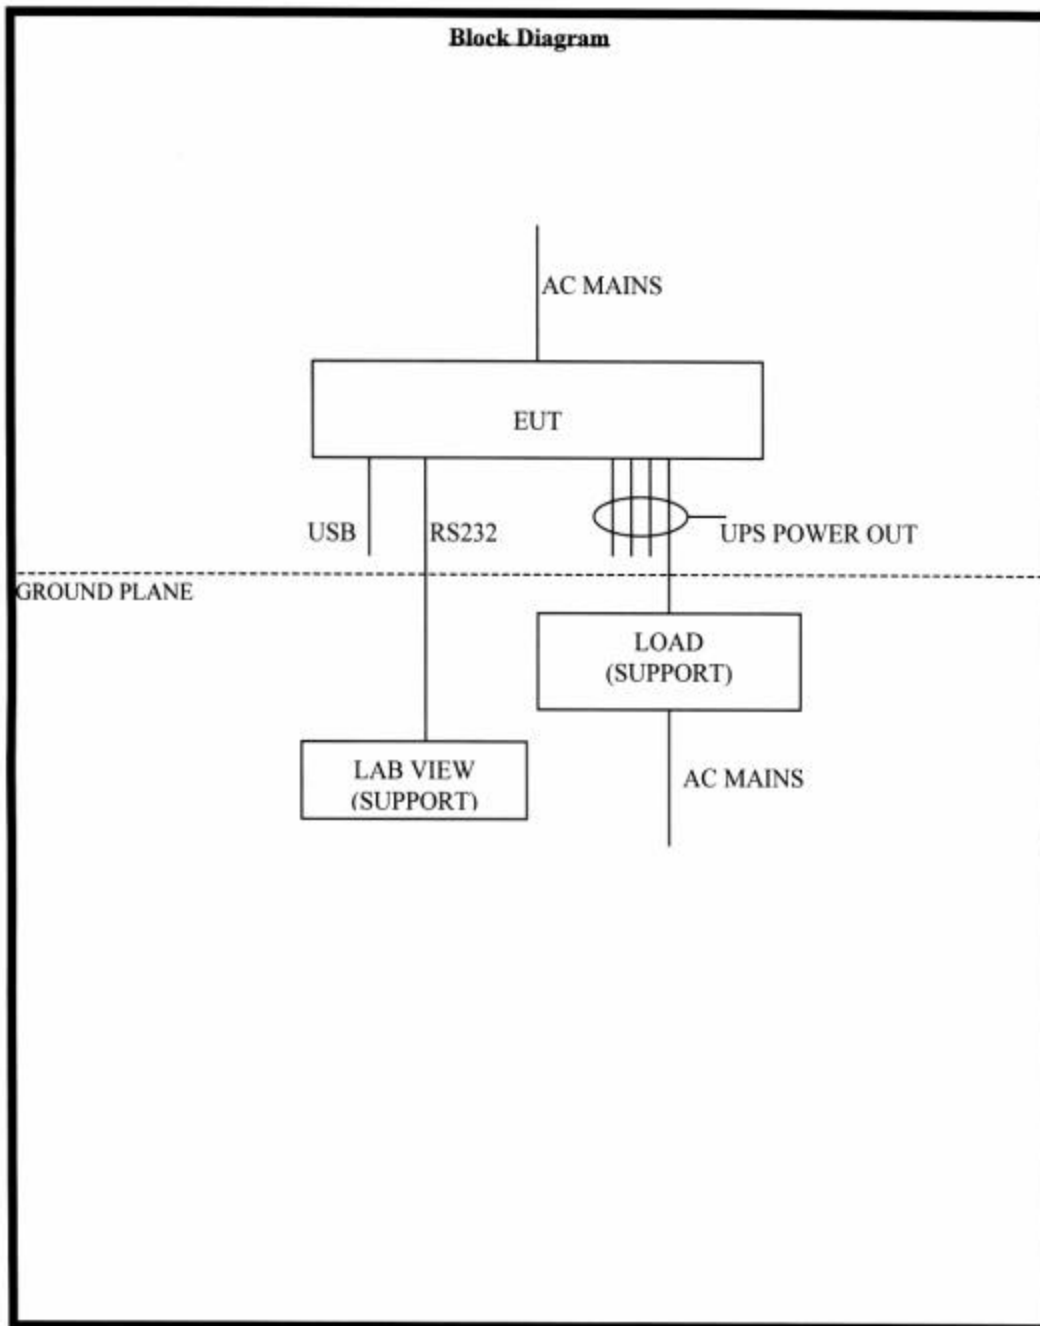 Block Diagram
AC MAINS
EUT
USB
RS232
UPS POWER OUT
GROUND PLANE
LOAD
(SUPPORT)
LAB VIEW
(SUPPORT)
AC MAINS